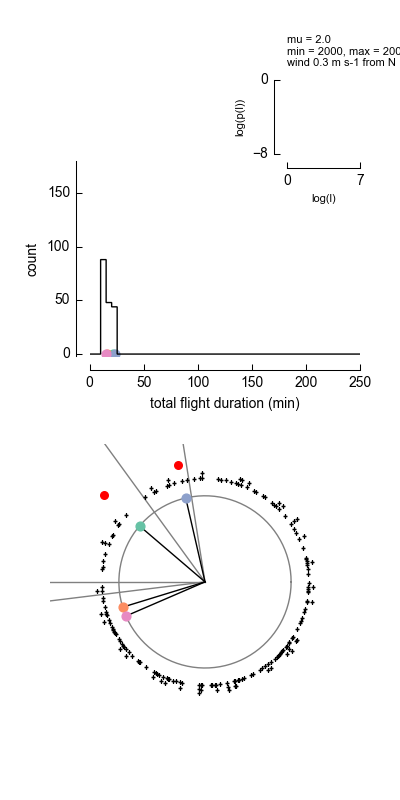 mu = 2.0
min = 2000, max = 200
wind 0.3 m s-1 from N
0
log(p(l))
−8
0 7
log(l)
150
100
count
50
0
0 50 100 150 200 250
total flight duration (min)